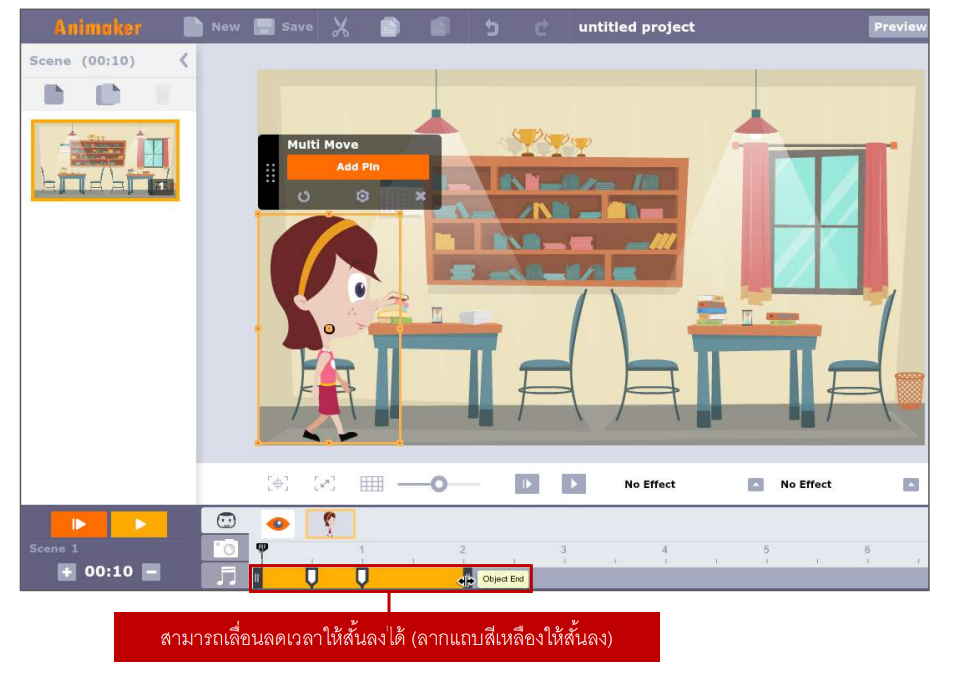 Animaker New Save untitled project Preview
Scene (00:10)
Multi Move
Add Pin
1
No Effect No Effect
Scene 1
00:10
1 2 3 4 5 6
Object End
สามารถเลื่อนลดเวลาให้สั้นลงได้ (ลากแถบสีเหลืองให้สั้นลง)